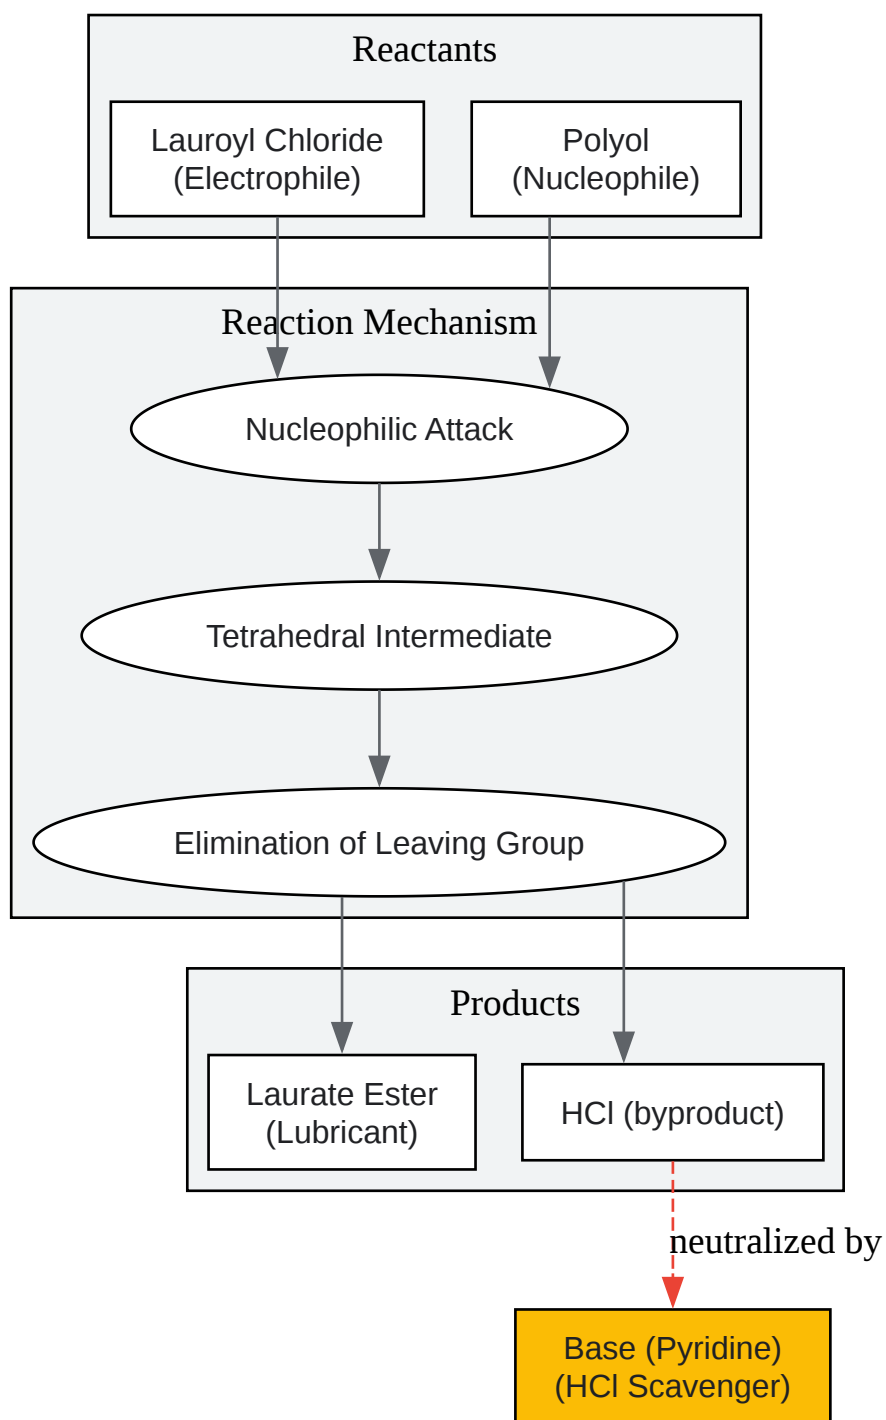 Reactants
Lauroyl Chloride
(Electrophile)
Polyol
(Nucleophile)
Reaction Mechanism
Nucleophilic Attack
Tetrahedral Intermediate
Elimination of Leaving Group
Products
Laurate Ester
(Lubricant)
HCl (byproduct)
neutralized by
Base (Pyridine)
(HCl Scavenger)